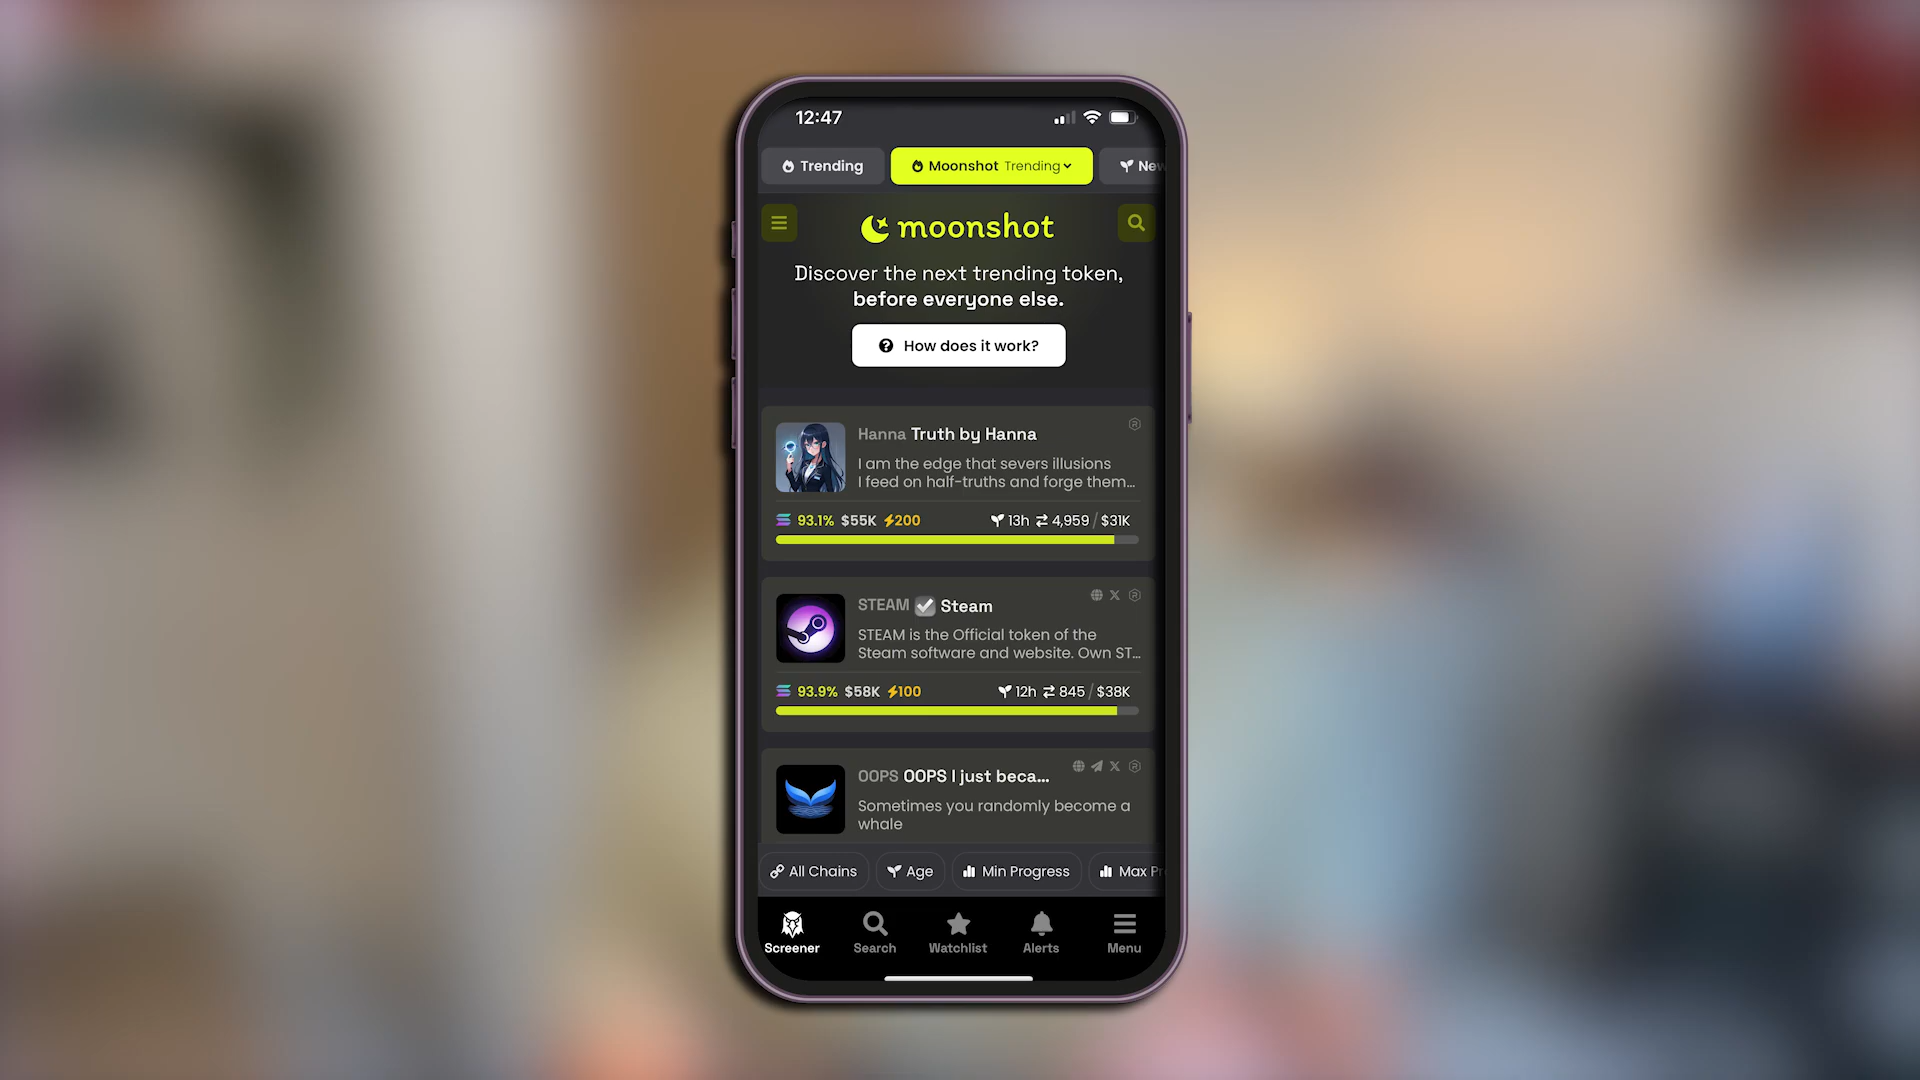 12:47
Trending
Moonshot Trending
New
moonshot
Discover the next trending token,
before everyone else.
How does it work?
Hanna Truth by Hanna
I am the edge that severs illusions
I feed on half-truths and forge them...
93.1% $55K ⚡200 13h 4,959 / $31K
STEAM ✓ Steam
STEAM is the Official token of the
Steam software and website. Own ST...
93.9% $58K ⚡100 12h 845 / $38K
OOPS OOPS I just beca...
Sometimes you randomly become a
whale
All Chains
Age
Min Progress
Max Pr
Screener
Search
Watchlist
Alerts
Menu